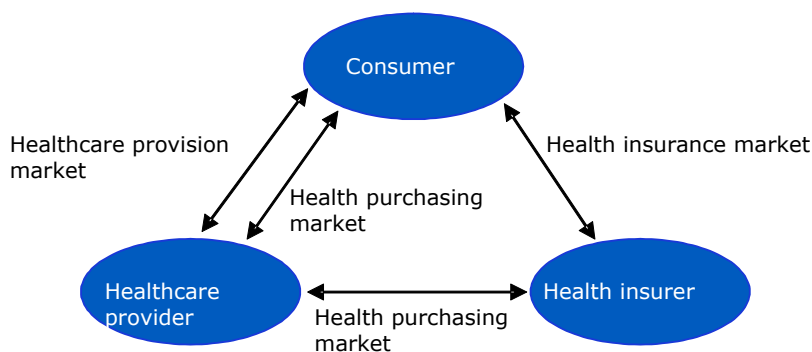 Consumer
Healthcare provision
market
Health insurance market
Health purchasing
market
Healthcare
provider
Health insurer
Health purchasing
market